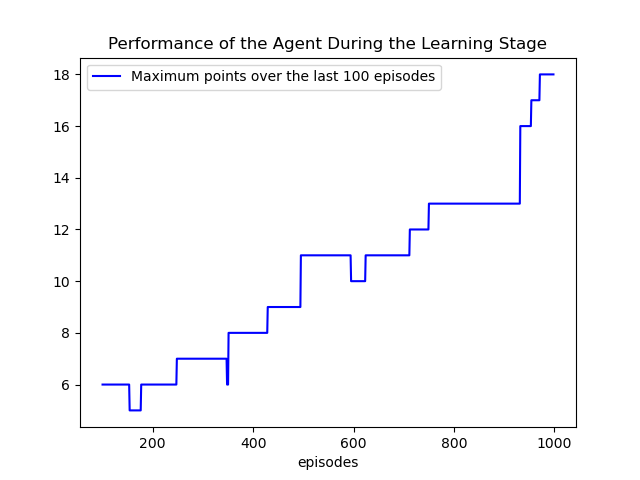 Performance of the Agent During the Learning Stage
Maximum points over the last 100 episodes
18
16
14
12
10
8
6
200 400 600 800 1000
episodes